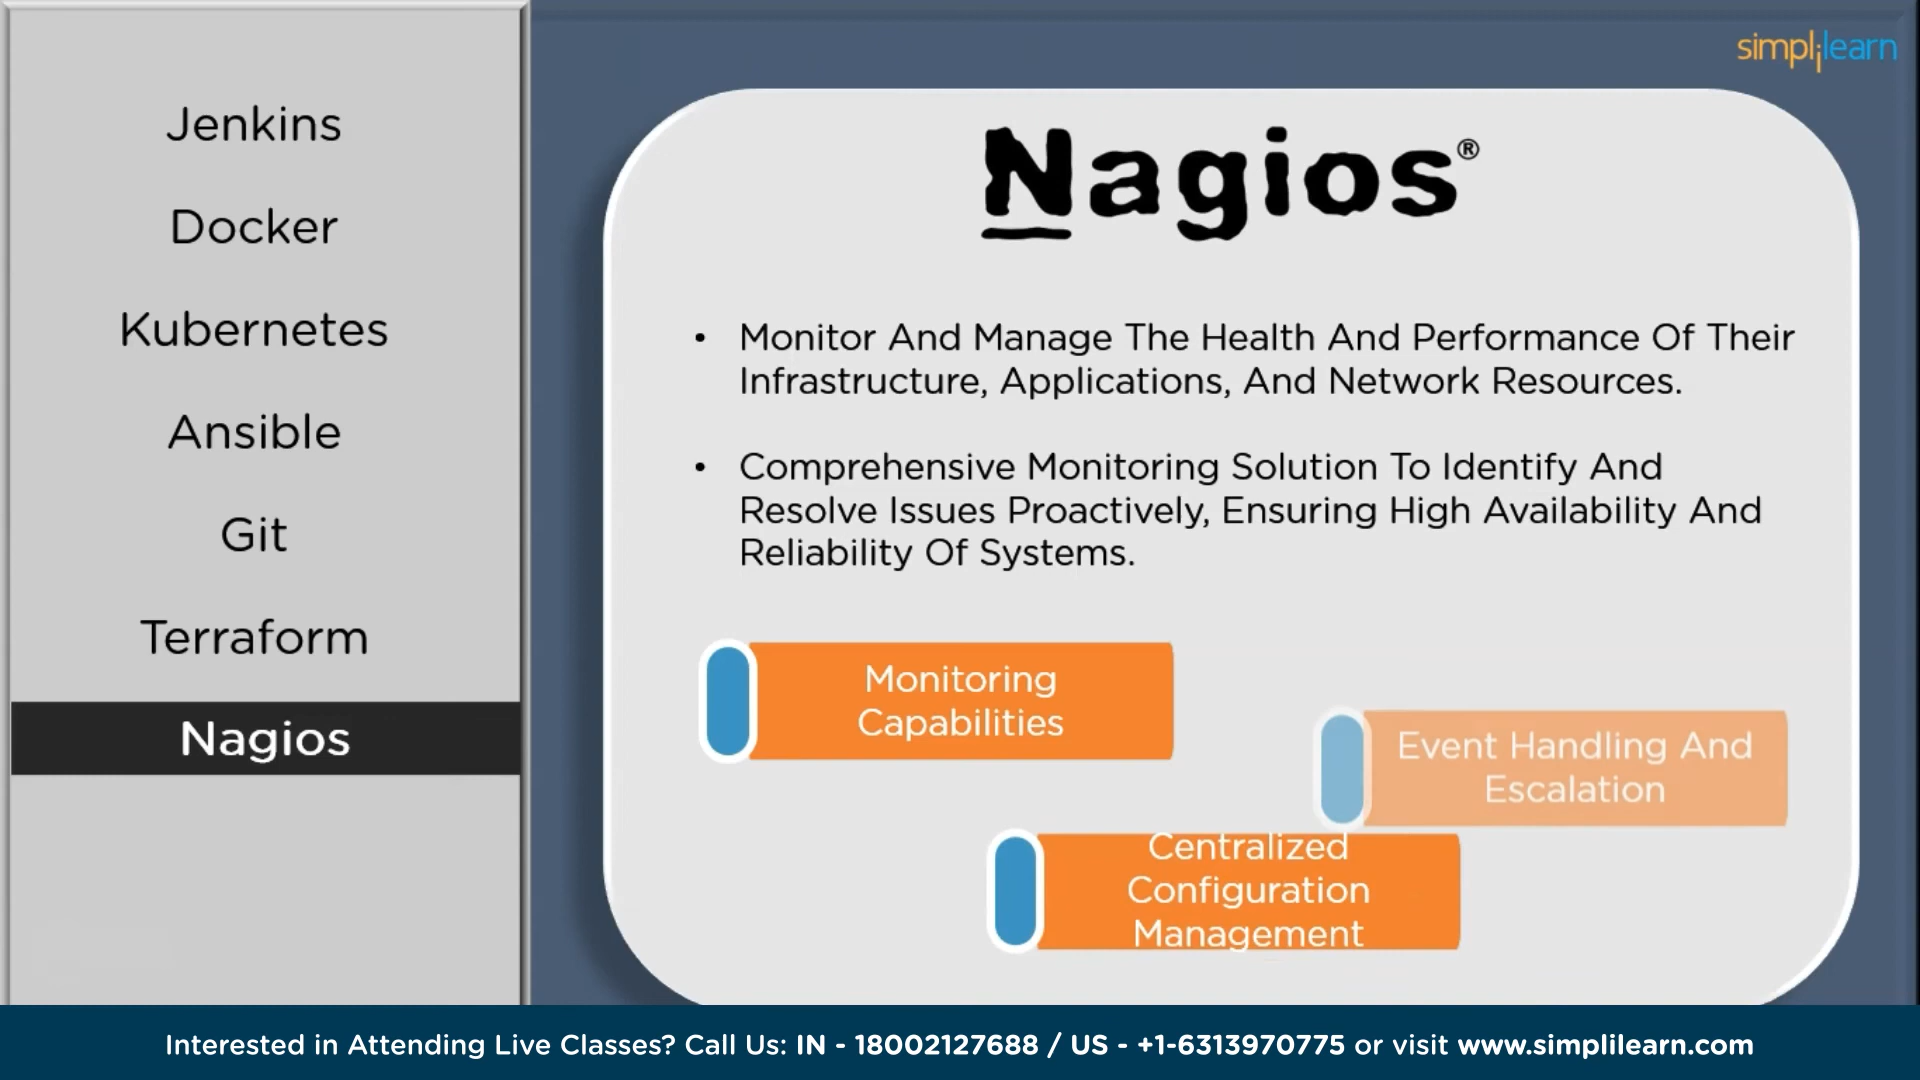 Jenkins
Docker
Kubernetes
Ansible
Git
Terraform
Nagios
simplilearn
Nagios®
• Monitor And Manage The Health And Performance Of Their
Infrastructure, Applications, And Network Resources.
• Comprehensive Monitoring Solution To Identify And
Resolve Issues Proactively, Ensuring High Availability And
Reliability Of Systems.
Monitoring
Capabilities
Event Handling And
Escalation
Centralized
Configuration
Management
Interested in Attending Live Classes? Call Us: IN - 18002127688 / US - +1-6313970775 or visit www.simplilearn.com